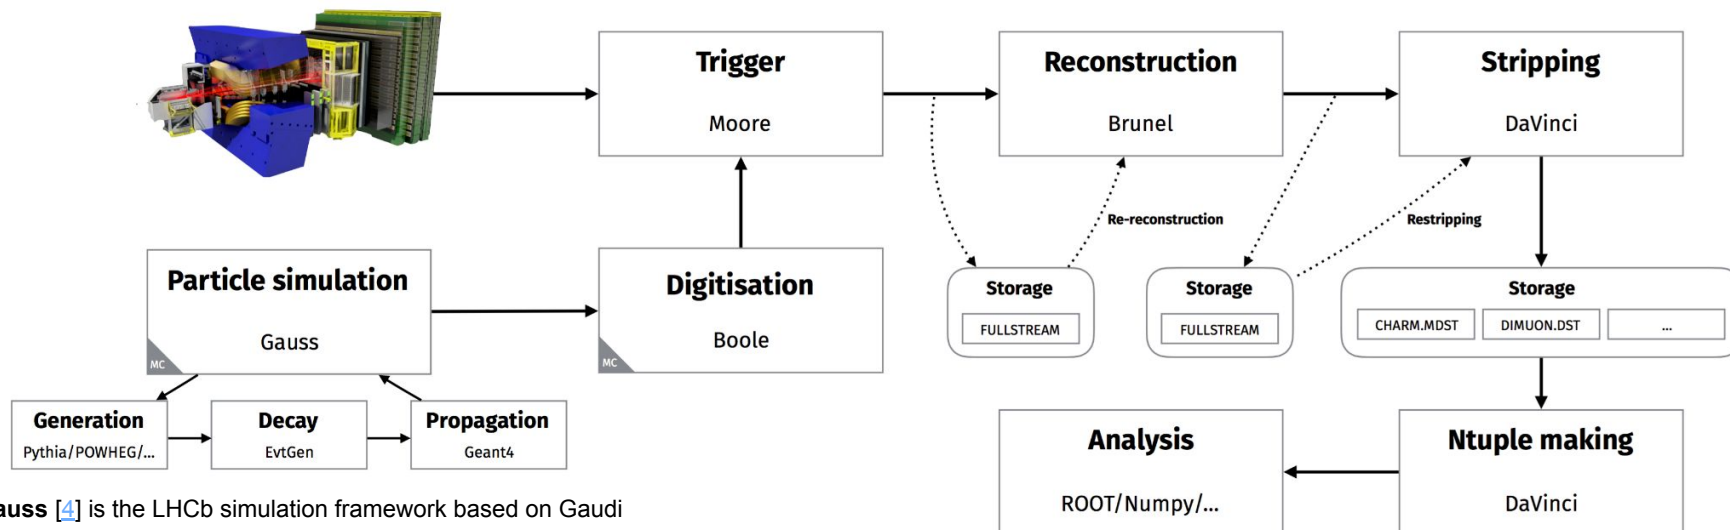 Trigger
Moore
Reconstruction
Brunel
Stripping
DaVinci
Re-reconstruction
Restripping
Particle simulation
Gauss
MC
Digitisation
Boole
MC
Storage
FULLSTREAM
Storage
FULLSTREAM
Storage
CHARM.MDST DIMUON.DST ...
Generation
Pythia/POWHEG/...
Decay
EvtGen
Propagation
Geant4
Analysis
ROOT/Numpy/...
Ntuple making
DaVinci
auss [4] is the LHCb simulation framework based on Gaudi